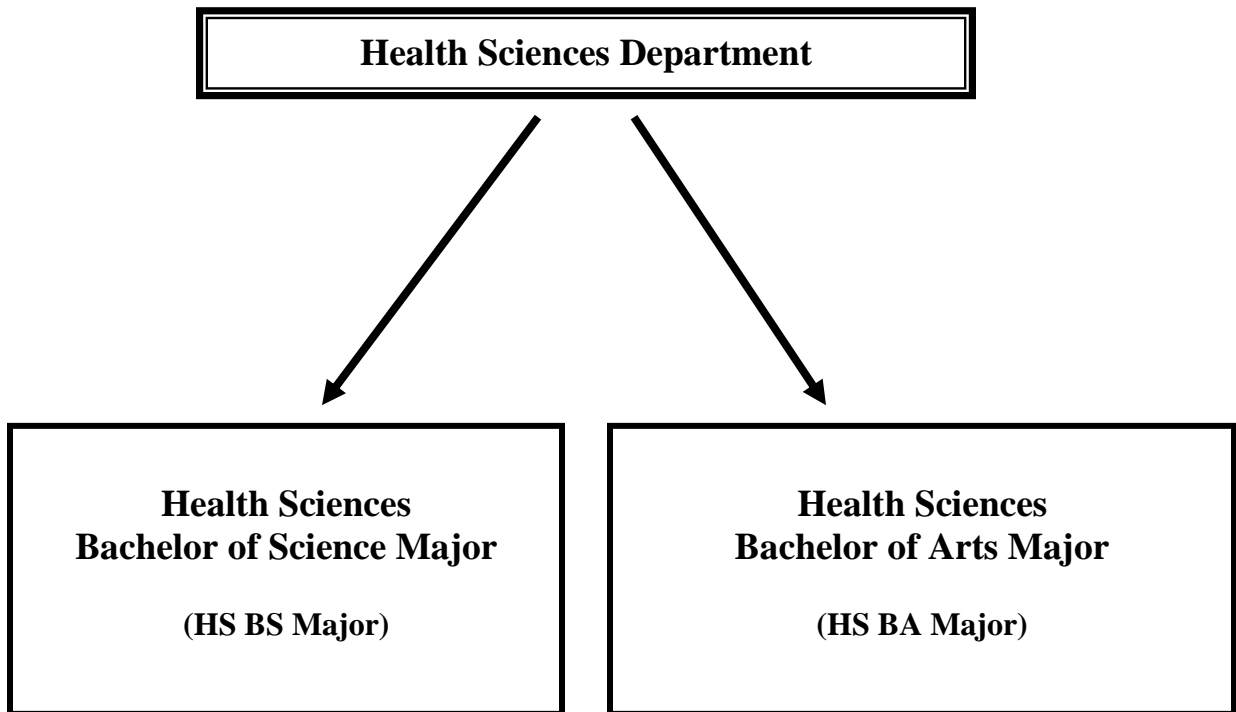 Health Sciences Department
Health Sciences
Bachelor of Science Major
(HS BS Major)
Health Sciences
Bachelor of Arts Major
(HS BA Major)